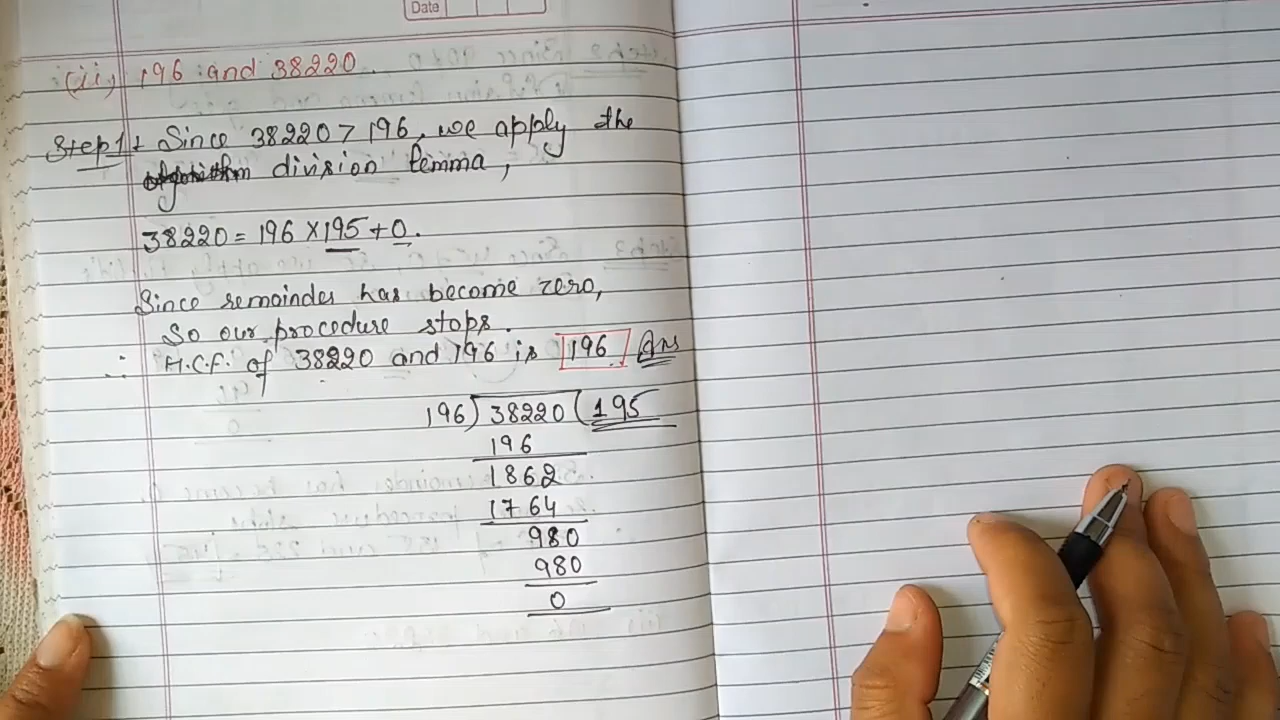 Date
(ii) 196 and 38220.
Step 1 : Since 38220 > 196, we apply the
division lemma,
38220 = 196 × 195 + 0.
Since remainder has become zero,
So our procedure stops.
∴ H.C.F. of 38220 and 196 is 196. Ans
196) 38220 (195
196
1862
1764
980
980
0